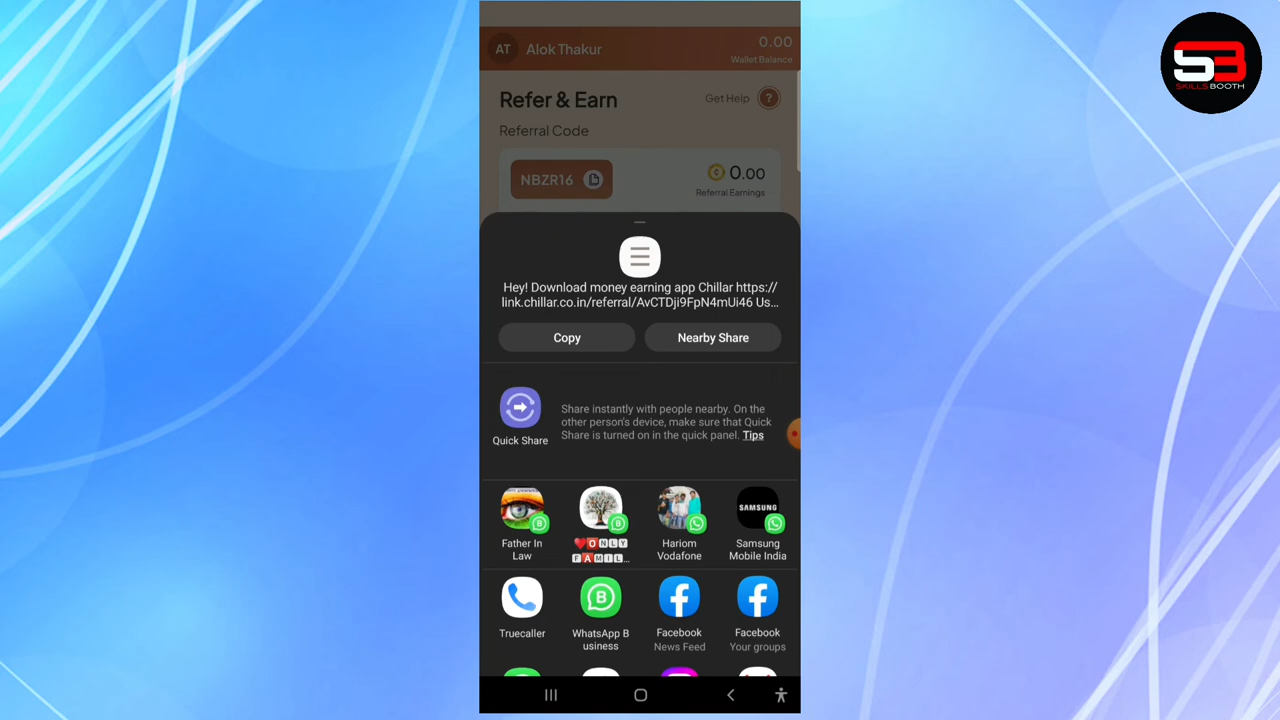 SKILLS BOOTH
AT Alok Thakur
0.00
Wallet Balance
Refer & Earn
Get Help ?
Referral Code
NBZR16
0.00
Referral Earnings
Hey! Download money earning app Chillar https://
link.chillar.co.in/referral/AvCTDji9FpN4mUi46 Us...
Copy
Nearby Share
Share instantly with people nearby. On the
other person's device, make sure that Quick
Share is turned on in the quick panel. Tips
Quick Share
SAMSUNG
Father In
Law
❤️🅾🅽🅻🆈
🅵🅰🅼🅸🅻...
Hariom
Vodafone
Samsung
Mobile India
Truecaller
WhatsApp B
usiness
Facebook
News Feed
Facebook
Your groups